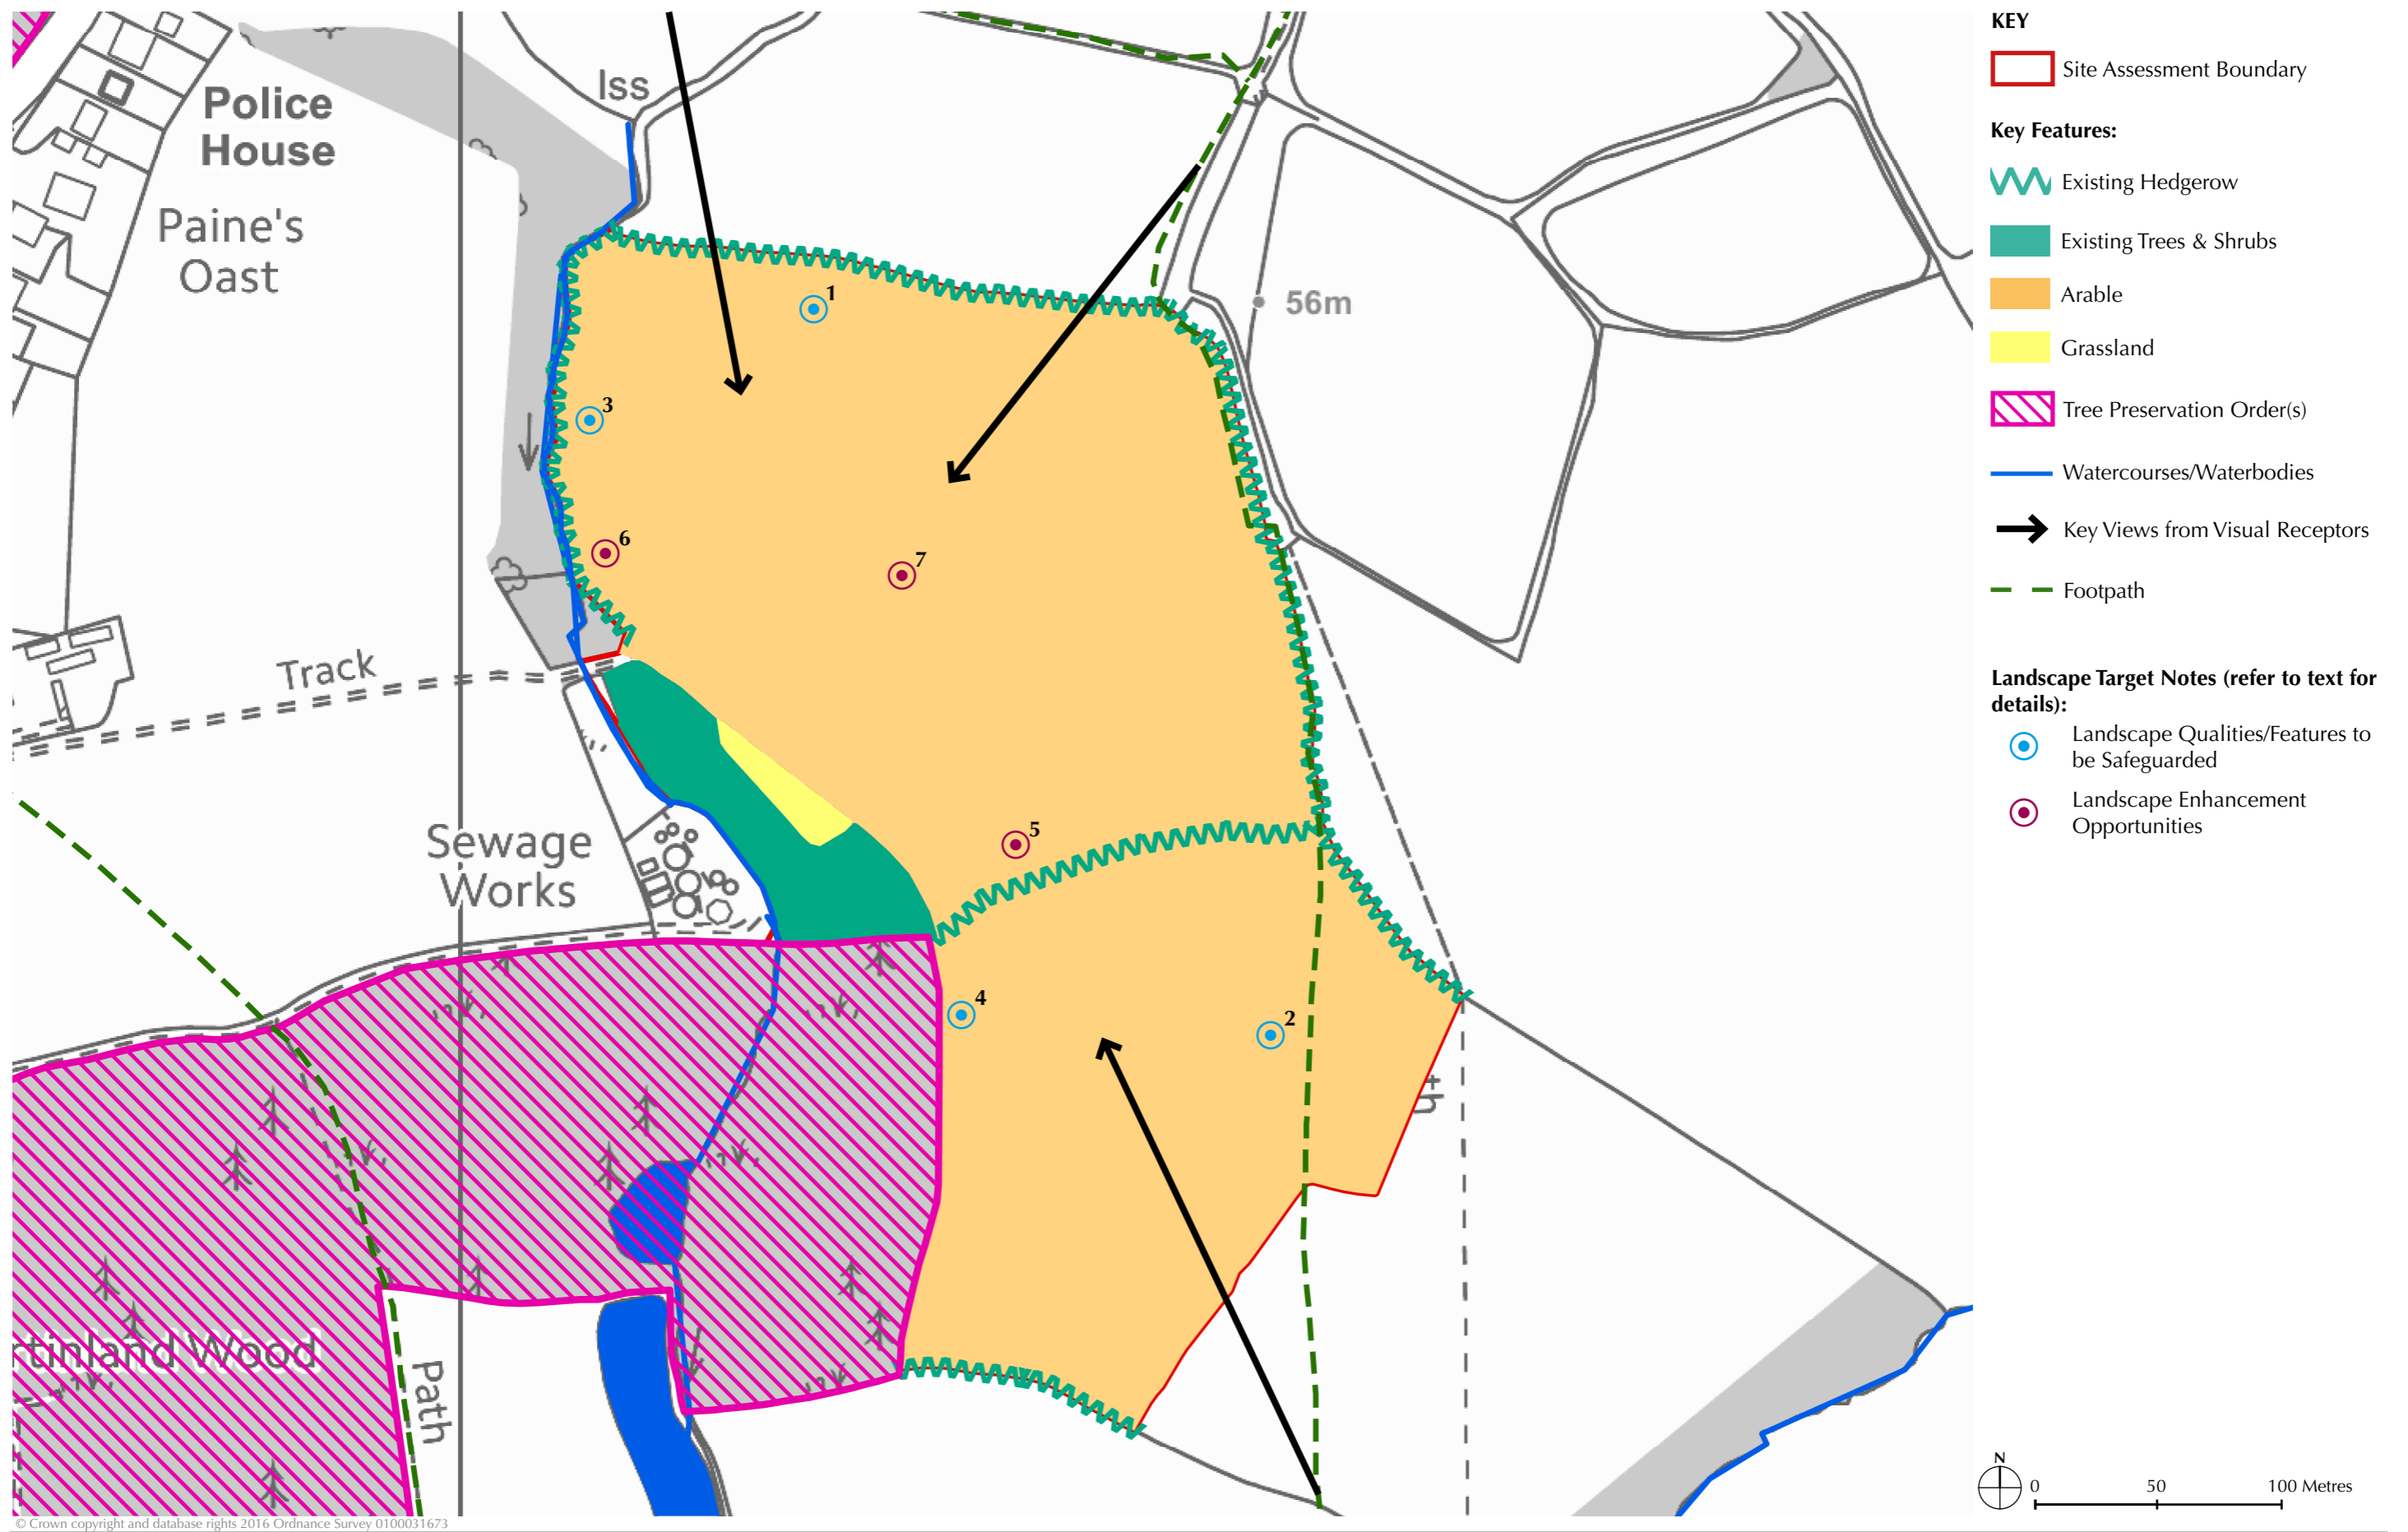 Iss
Police
House
Paine's
Oast
56m
1
3
6
7
Track
5
Sewage
Works
4
2
th
rtinland Wood
Path
© Crown copyright and database rights 2016 Ordnance Survey 0100031673
KEY
Site Assessment Boundary
Key Features:
Existing Hedgerow
Existing Trees & Shrubs
Arable
Grassland
Tree Preservation Order(s)
Watercourses/Waterbodies
Key Views from Visual Receptors
Footpath
Landscape Target Notes (refer to text for
details):
Landscape Qualities/Features to
be Safeguarded
Landscape Enhancement
Opportunities
N
0 50 100 Metres